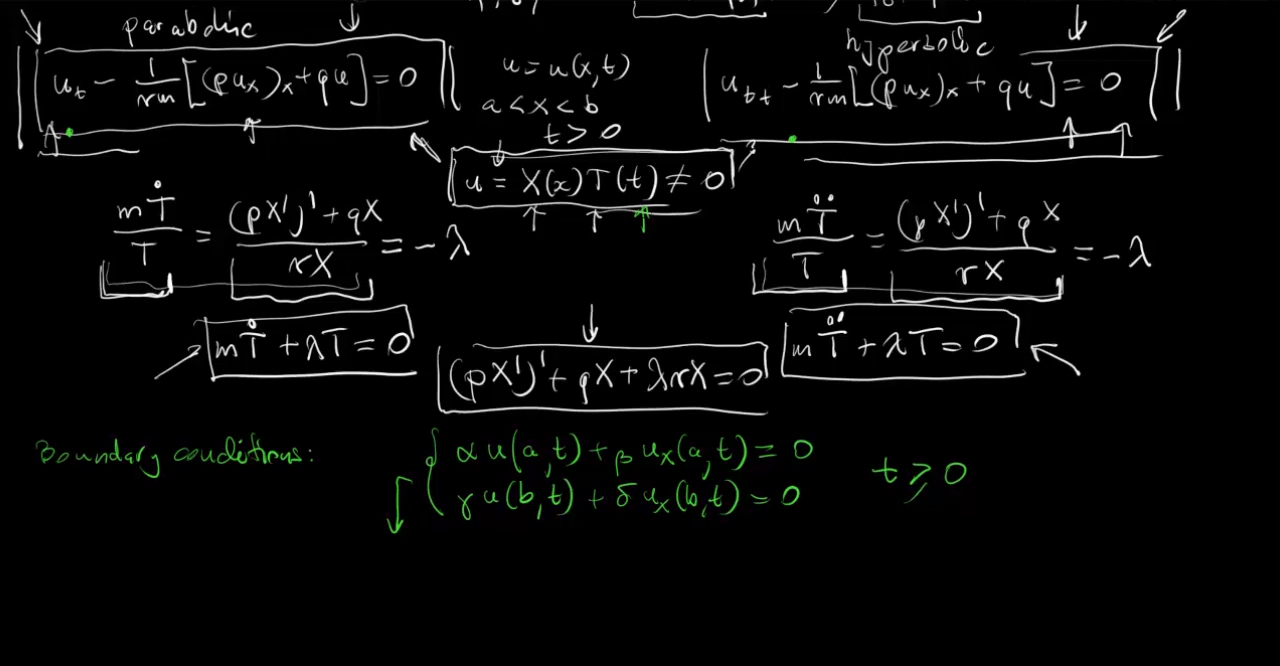 parabolic
hyperbolic
u_t - 1/(rm) [(pu_x)_x + qu] = 0
u = u(x,t)
a < x < b
t > 0
u_tt - 1/(rm) [(pu_x)_x + qu] = 0
u = X(x)T(t) ≠ 0
mṪ/T = ((pX')' + qX)/(rX) = -λ
mT̈/T = ((pX')' + qX)/(rX) = -λ
mṪ + λT = 0
(pX')' + qX + λrX = 0
mT̈ + λT = 0
Boundary conditions:
{ αu(a,t) + βu_x(a,t) = 0
γu(b,t) + δu_x(b,t) = 0
t ≥ 0